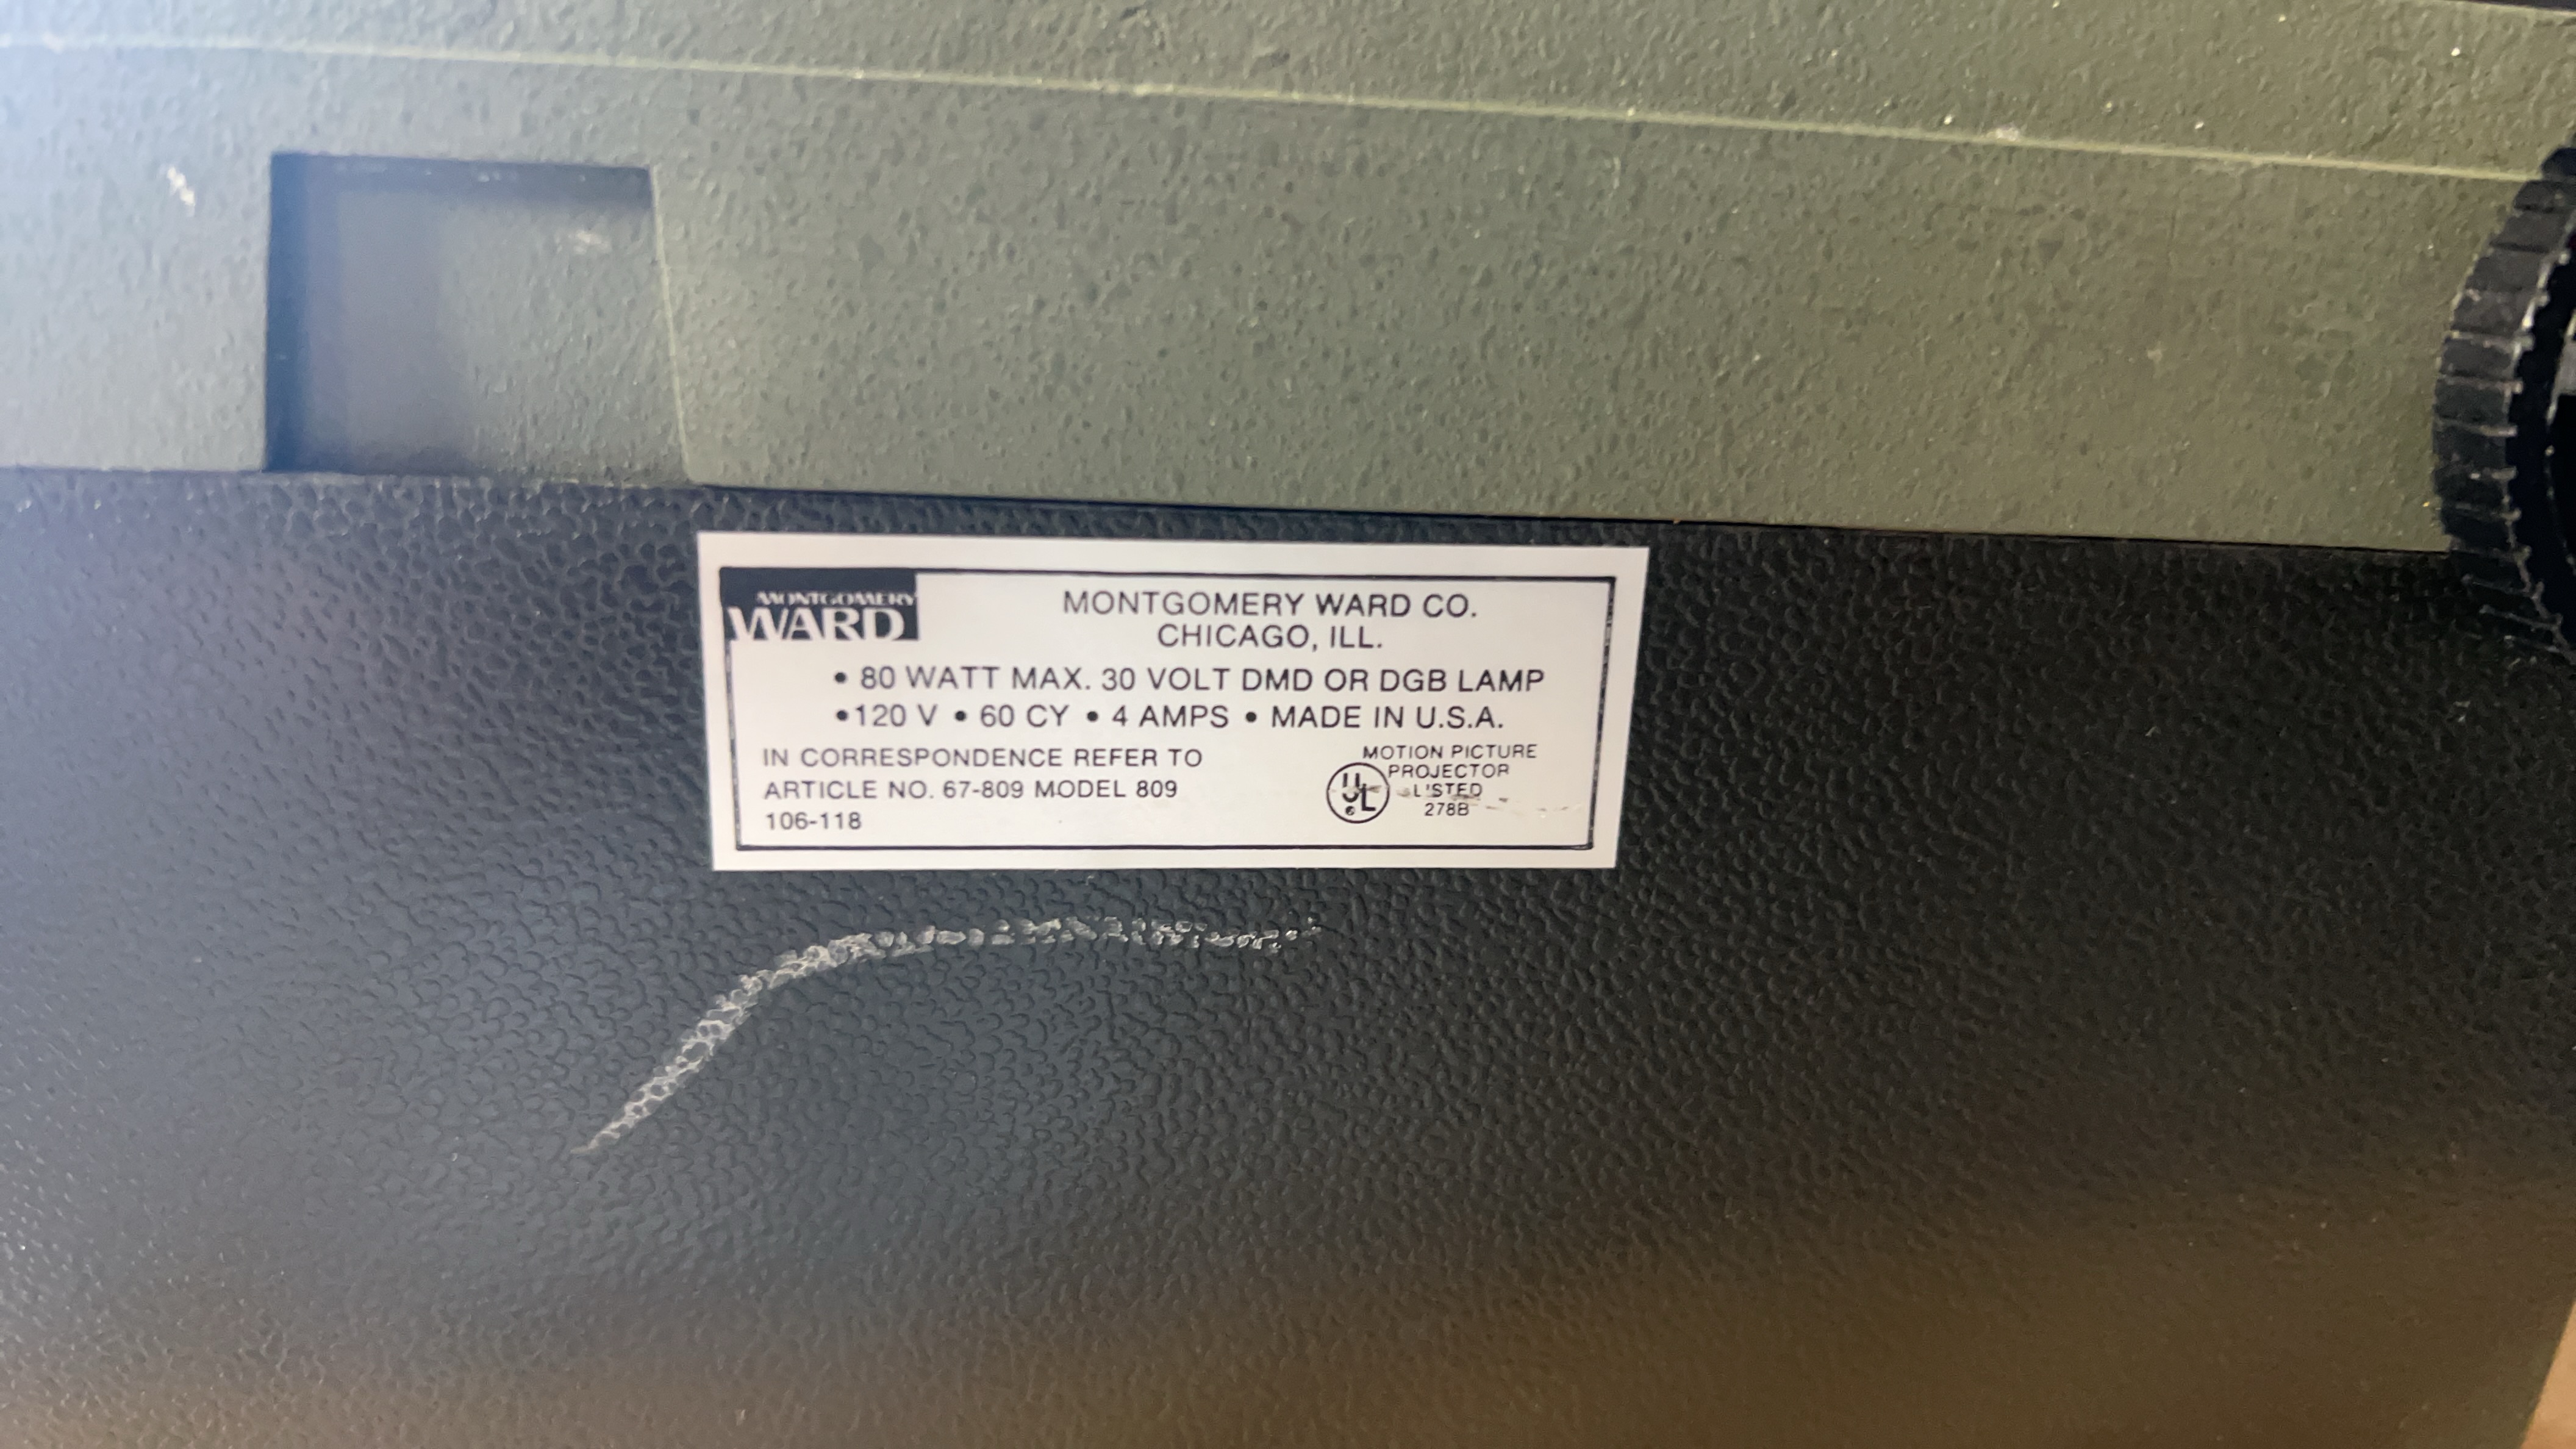 MONTGOMERY
WARD
MONTGOMERY WARD CO.
CHICAGO, ILL.
• 80 WATT MAX. 30 VOLT DMD OR DGB LAMP
•120 V • 60 CY • 4 AMPS • MADE IN U.S.A.
IN CORRESPONDENCE REFER TO
ARTICLE NO. 67-809 MODEL 809
106-118
MOTION PICTURE
PROJECTOR
LISTED
278B
UL